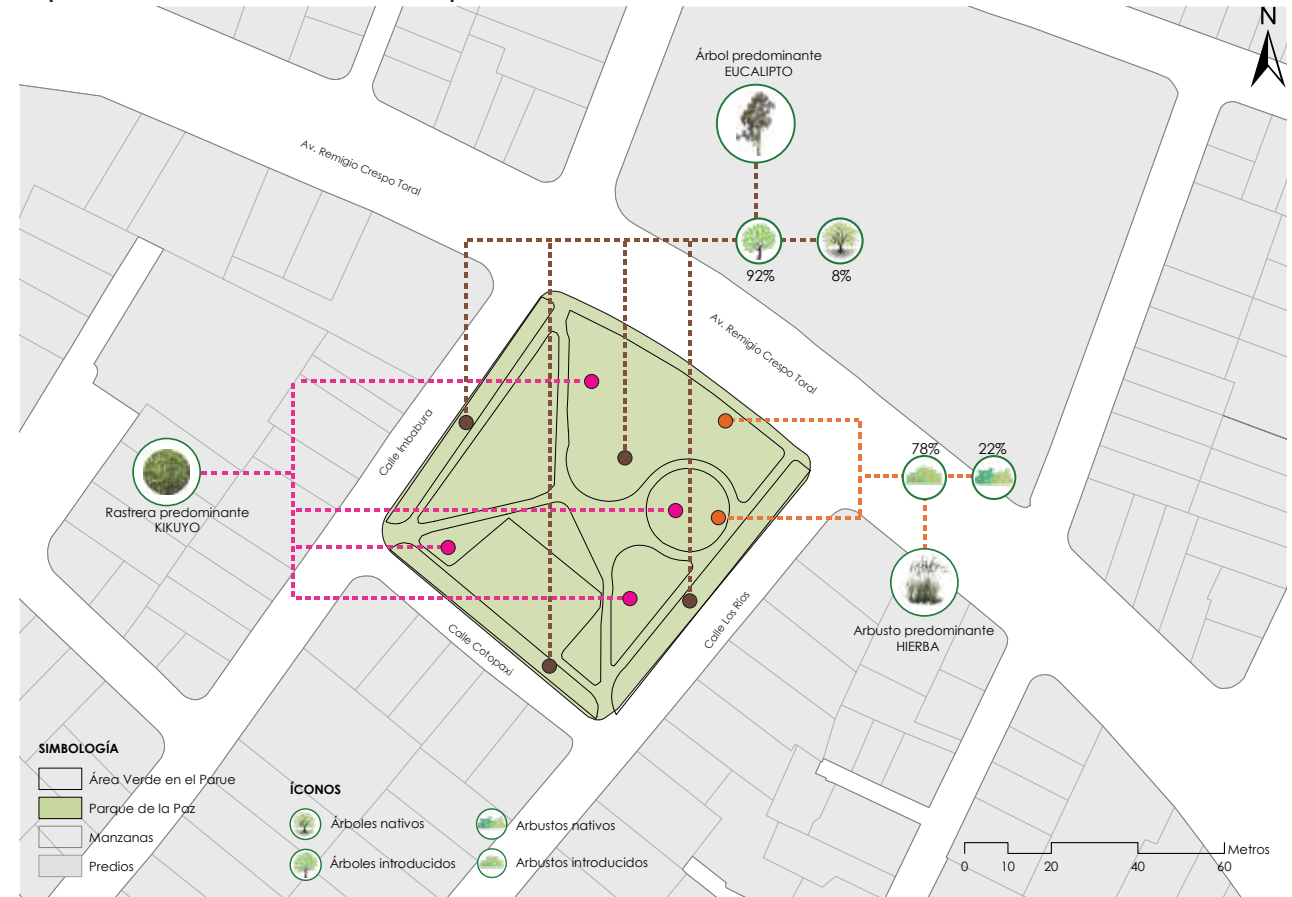 N
Árbol predominante
EUCALIPTO
Av. Remigio Crespo Toral
92%
8%
Av. Remigio Crespo Toral
Calle Imbabura
78%
22%
Rastrera predominante
KIKUYO
Calle Los Ríos
Arbusto predominante
HIERBA
Calle Cotopaxi
SIMBOLOGÍA
Área Verde en el Parue
Parque de la Paz
Manzanas
Predios
ÍCONOS
Árboles nativos
Arbustos nativos
Árboles introducidos
Arbustos introducidos
Metros
0 10 20 40 60